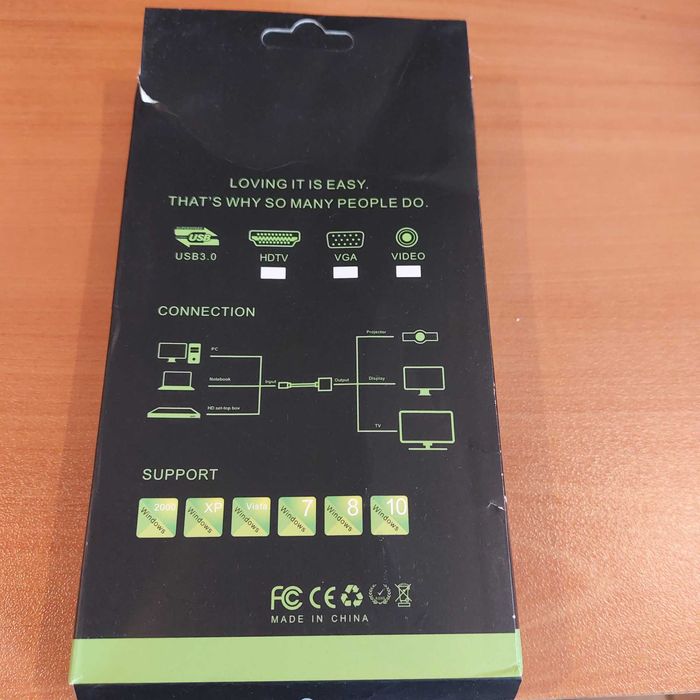 LOVING IT IS EASY.
THAT'S WHY SO MANY PEOPLE DO.
USB
USB3.0
HDTV
VGA
VIDEO
CONNECTION
PC
Notebook
HD set-top box
Input
Output
Projector
Display
TV
SUPPORT
2000 Windows
XP Windows
Vista Windows
7 Windows
8 Windows
10 Windows
FC CE
MADE IN CHINA